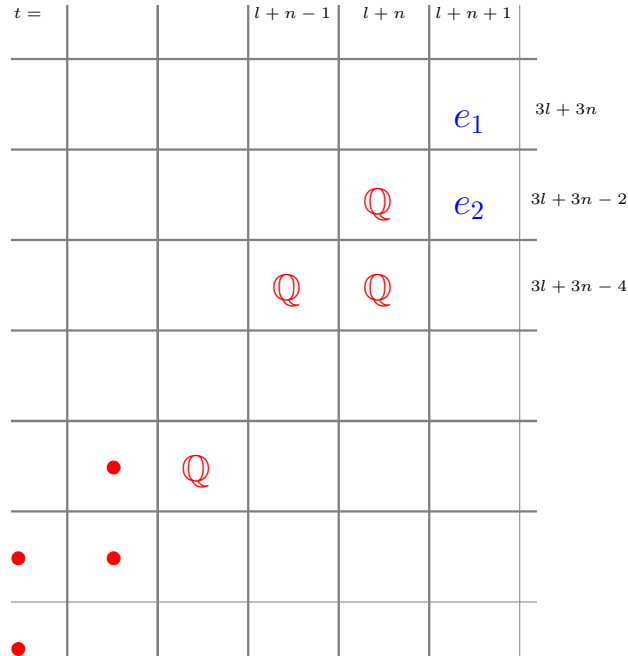 t = l + n − 1 l + n l + n + 1
e₁ 3l + 3n
ℚ e₂ 3l + 3n − 2
ℚ ℚ 3l + 3n − 4
ℚ